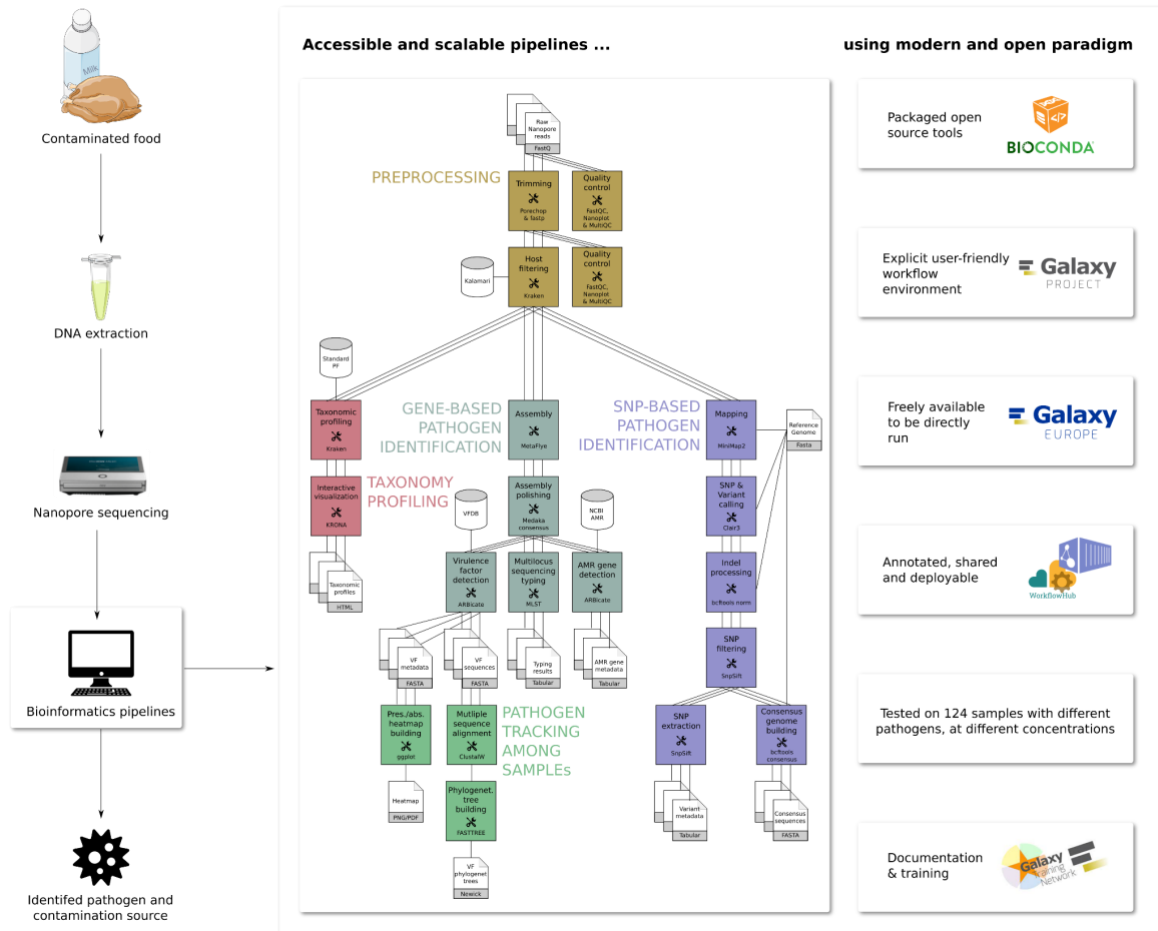 Contaminated food
Milk
DNA extraction
Nanopore sequencing
Bioinformatics pipelines
Identifed pathogen and
contamination source
Accessible and scalable pipelines ...
Raw
Nanopore
reads
FastQ
PREPROCESSING
Trimming
Porechop
& fastp
Quality
control
FastQC,
Nanoplot
& MultiQC
Kalamari
Host
filtering
Kraken
Quality
control
FastQC,
Nanoplot
& MultiQC
Standard
PF
Taxonomic
profiling
Kraken
TAXONOMY
PROFILING
Interactive
visualization
KRONA
Taxonomic
profiles
HTML
GENE-BASED
PATHOGEN
IDENTIFICATION
Assembly
MetaFlye
Assembly
polishing
Medaka
consensus
VFDB
NCBI
AMR
Virulence
factor
detection
ARBicate
Multilocus
sequencing
typing
MLST
AMR gene
detection
ARBicate
VF
metadata
FASTA
VF
sequences
FASTA
Typing
results
Tabular
AMR gene
metadata
Tabular
Pres./abs.
heatmap
building
ggplot
Mutliple
sequence
alignment
ClustalW
PATHOGEN
TRACKING
AMONG
SAMPLEs
Heatmap
PNG/PDF
Phylogenet.
tree
building
FASTTREE
VF
phylogenet
trees
Newick
SNP-BASED
PATHOGEN
IDENTIFICATION
Mapping
MiniMap2
Reference
Genome
Fasta
SNP &
Variant
calling
Clair3
Indel
processing
bcftools norm
SNP
filtering
SnpSift
SNP
extraction
SnpSift
Consensus
genome
building
bcftools
consensus
Variant
metadata
Tabular
Consensus
sequences
FASTA
using modern and open paradigm
Packaged open
source tools
BIOCONDA
Explicit user-friendly
workflow
environment
Galaxy
PROJECT
Freely available
to be directly
run
Galaxy
EUROPE
Annotated, shared
and deployable
WorkflowHub
Tested on 124 samples with different
pathogens, at different concentrations
Documentation
& training
Galaxy
Training
Network